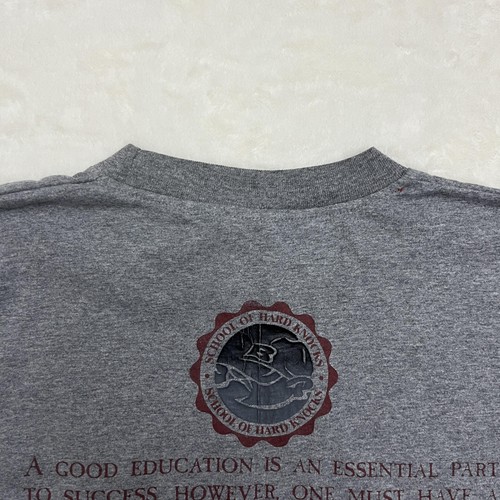 SCHOOL OF HARD KNOCKS
B
SCHOOL OF HARD KNOCKS
A GOOD EDUCATION IS AN ESSENTIAL PART
TO SUCCESS. HOWEVER, ONE MUST HAVE